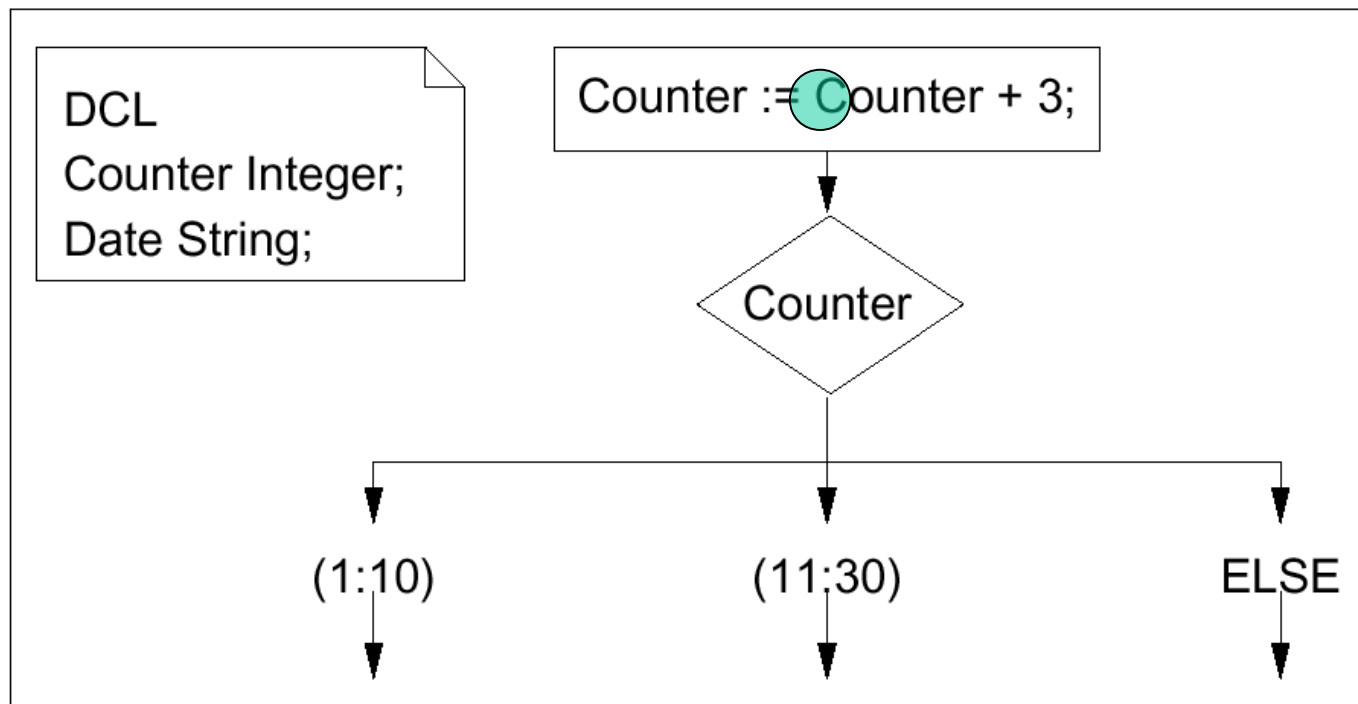 DCL
Counter Integer;
Date String;
Counter := Counter + 3;
Counter
(1:10)
(11:30)
ELSE